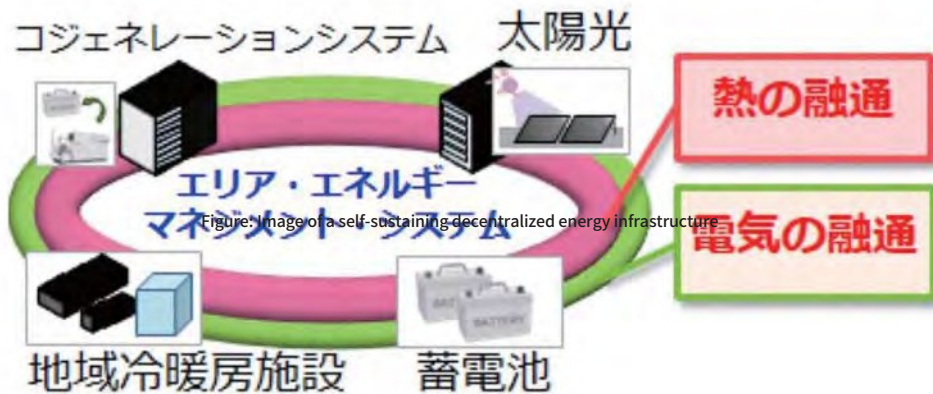 コジェネレーションシステム
太陽光
熱の融通
エリア・エネルギー
マネジメント・システム
Figure: Image of a self-sustaining decentralized energy infrastructure
電気の融通
BATTERY
地域冷暖房施設
蓄電池